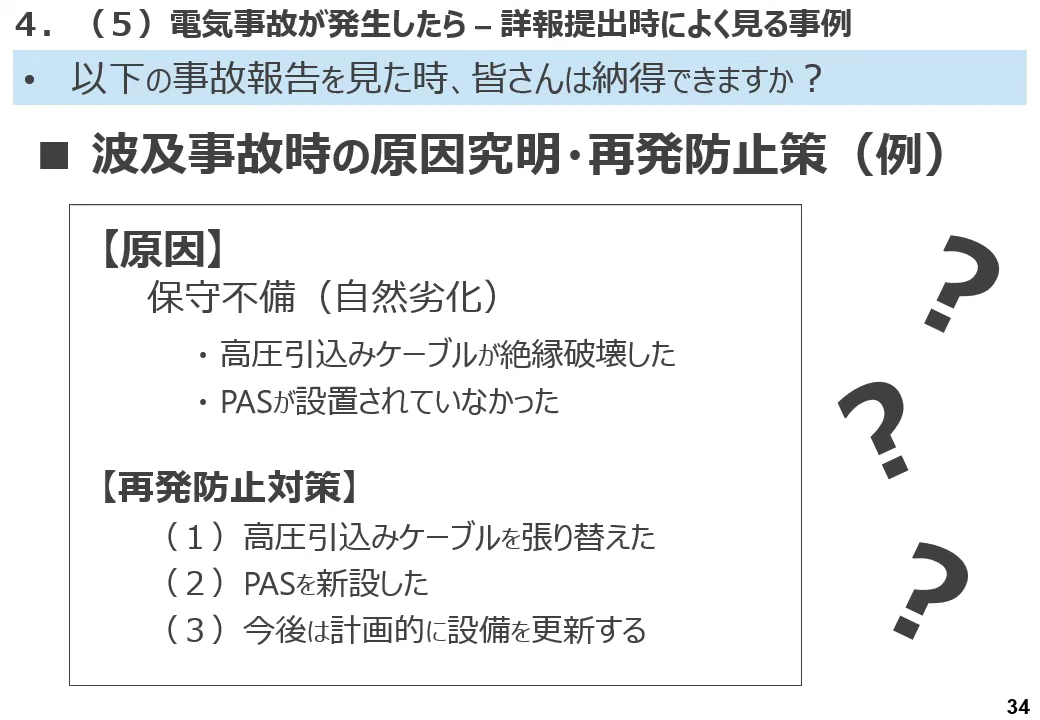 ４．（５）電気事故が発生したら – 詳報提出時によく見る事例
• 以下の事故報告を見た時、皆さんは納得できますか？
■ 波及事故時の原因究明・再発防止策（例）
【原因】
保守不備（自然劣化）
・高圧引込みケーブルが絶縁破壊した
・PASが設置されていなかった
【再発防止対策】
（１）高圧引込みケーブルを張り替えた
（２）PASを新設した
（３）今後は計画的に設備を更新する
？
？
？
34